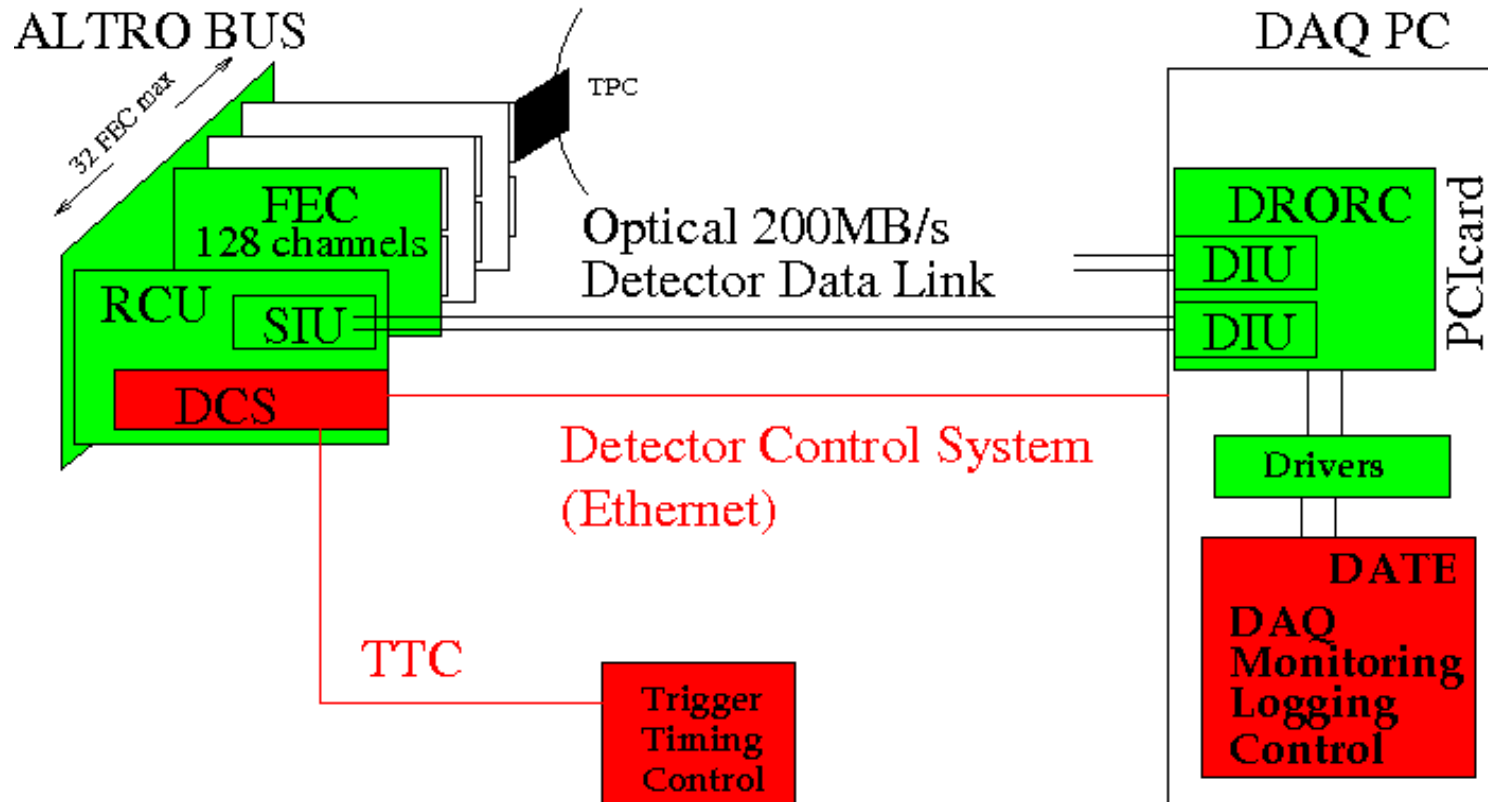 ALTRO BUS
32 FEC max
TPC
FEC
128 channels
RCU
SIU
DCS
Optical 200MB/s
Detector Data Link
Detector Control System
(Ethernet)
TTC
Trigger
Timing
Control
DAQ PC
DRORC
DIU
DIU
PCIcard
Drivers
DATE
DAQ
Monitoring
Logging
Control